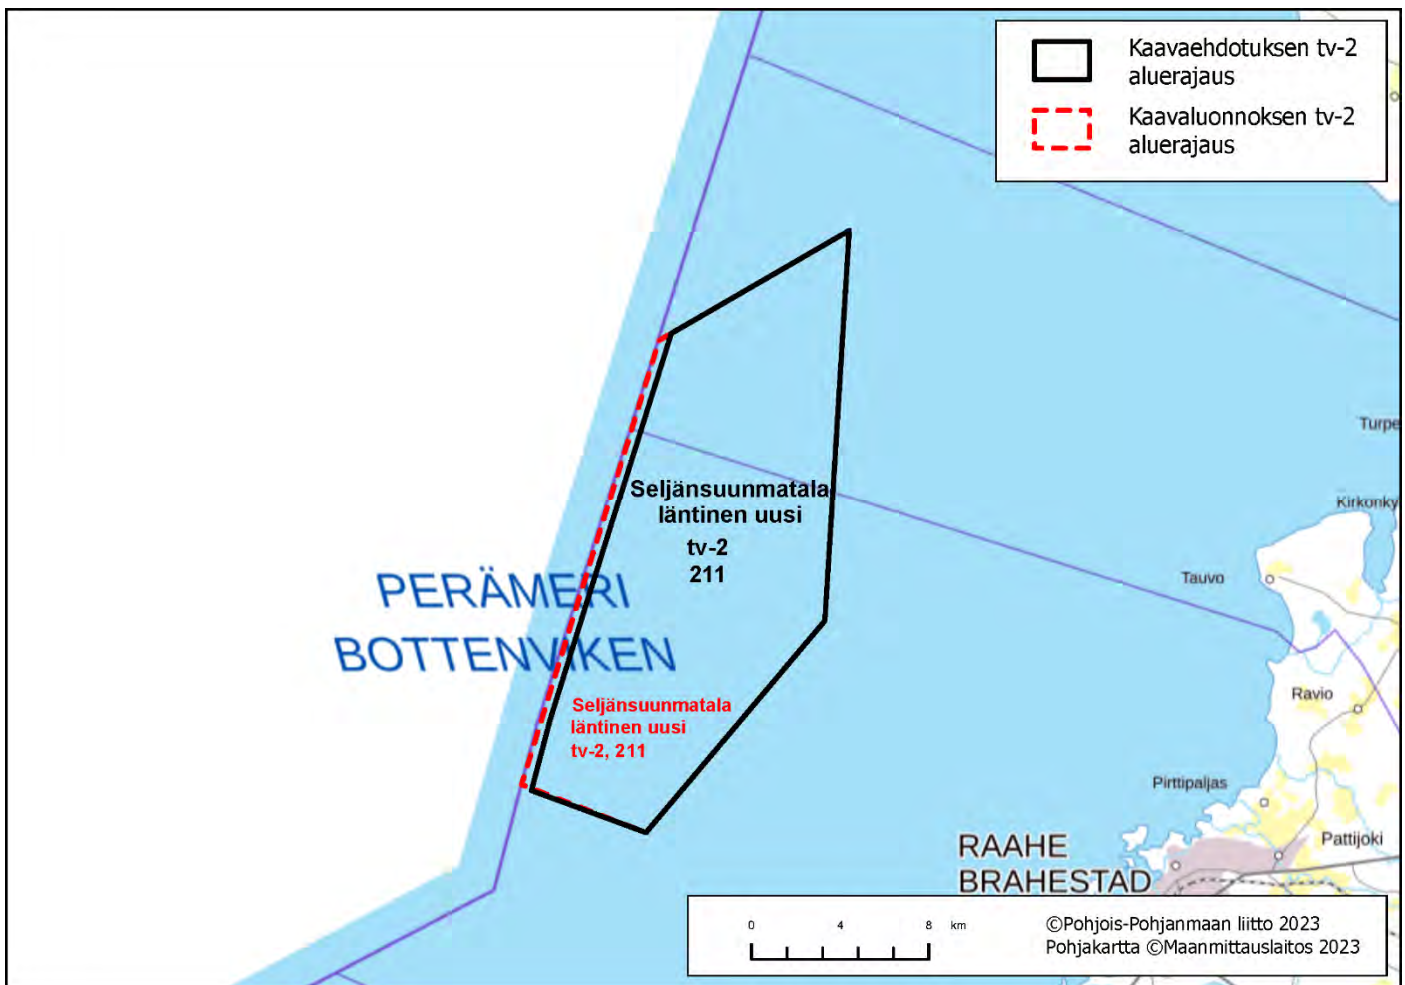 Kaavaehdotuksen tv-2
aluerajaus
Kaavaluonnoksen tv-2
aluerajaus
Turpe
Seljänsuunmatala
läntinen uusi
tv-2
211
Kirkonky
Tauvo
PERÄMERI
BOTTENVIKEN
Seljänsuunmatala
läntinen uusi
tv-2, 211
Ravio
Pirttipaljas
Pattijoki
RAAHE
BRAHESTAD
0 4 8 km
©Pohjois-Pohjanmaan liitto 2023
Pohjakartta ©Maanmittauslaitos 2023